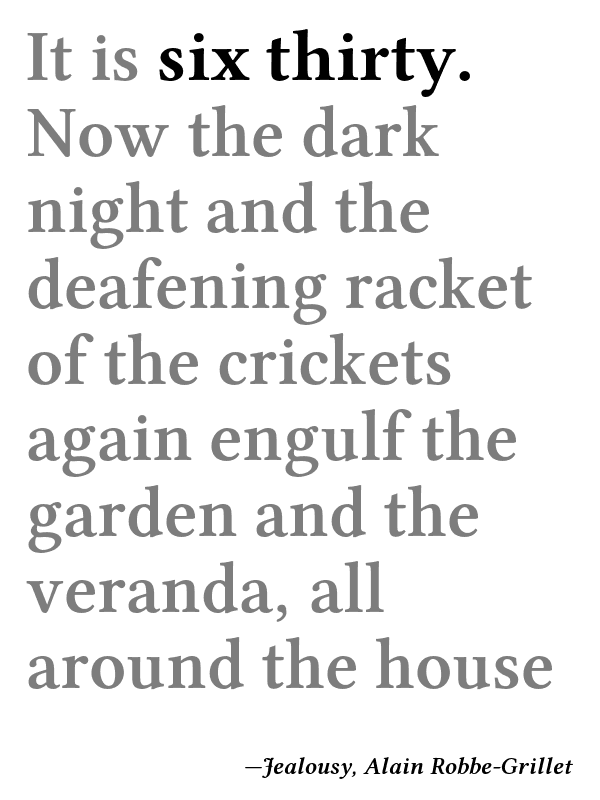 It is six thirty.
Now the dark
night and the
deafening racket
of the crickets
again engulf the
garden and the
veranda, all
around the house
—Jealousy, Alain Robbe-Grillet